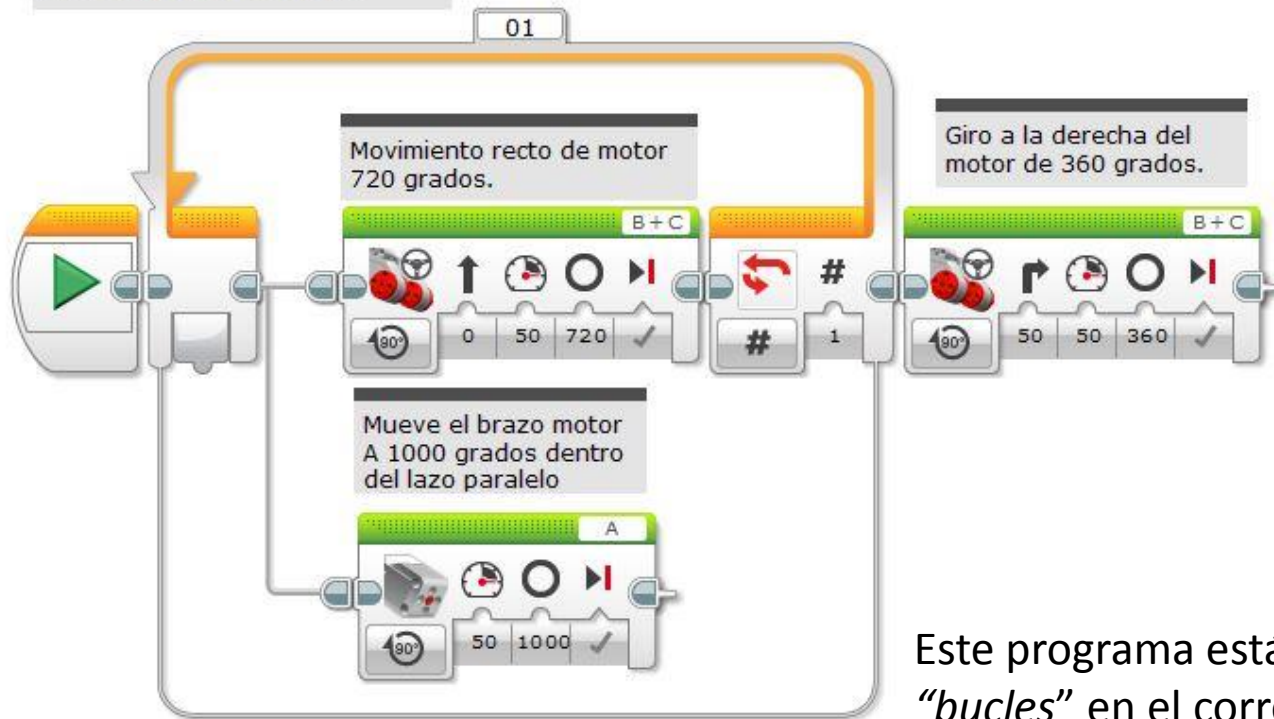 01
Movimiento recto de motor
720 grados.
Giro a la derecha del
motor de 360 grados.
B + C
#
0 50 720
#
1
B + C
50 50 360
Mueve el brazo motor
A 1000 grados dentro
del lazo paralelo
A
50 1000
Este programa está
“bucles” en el corre